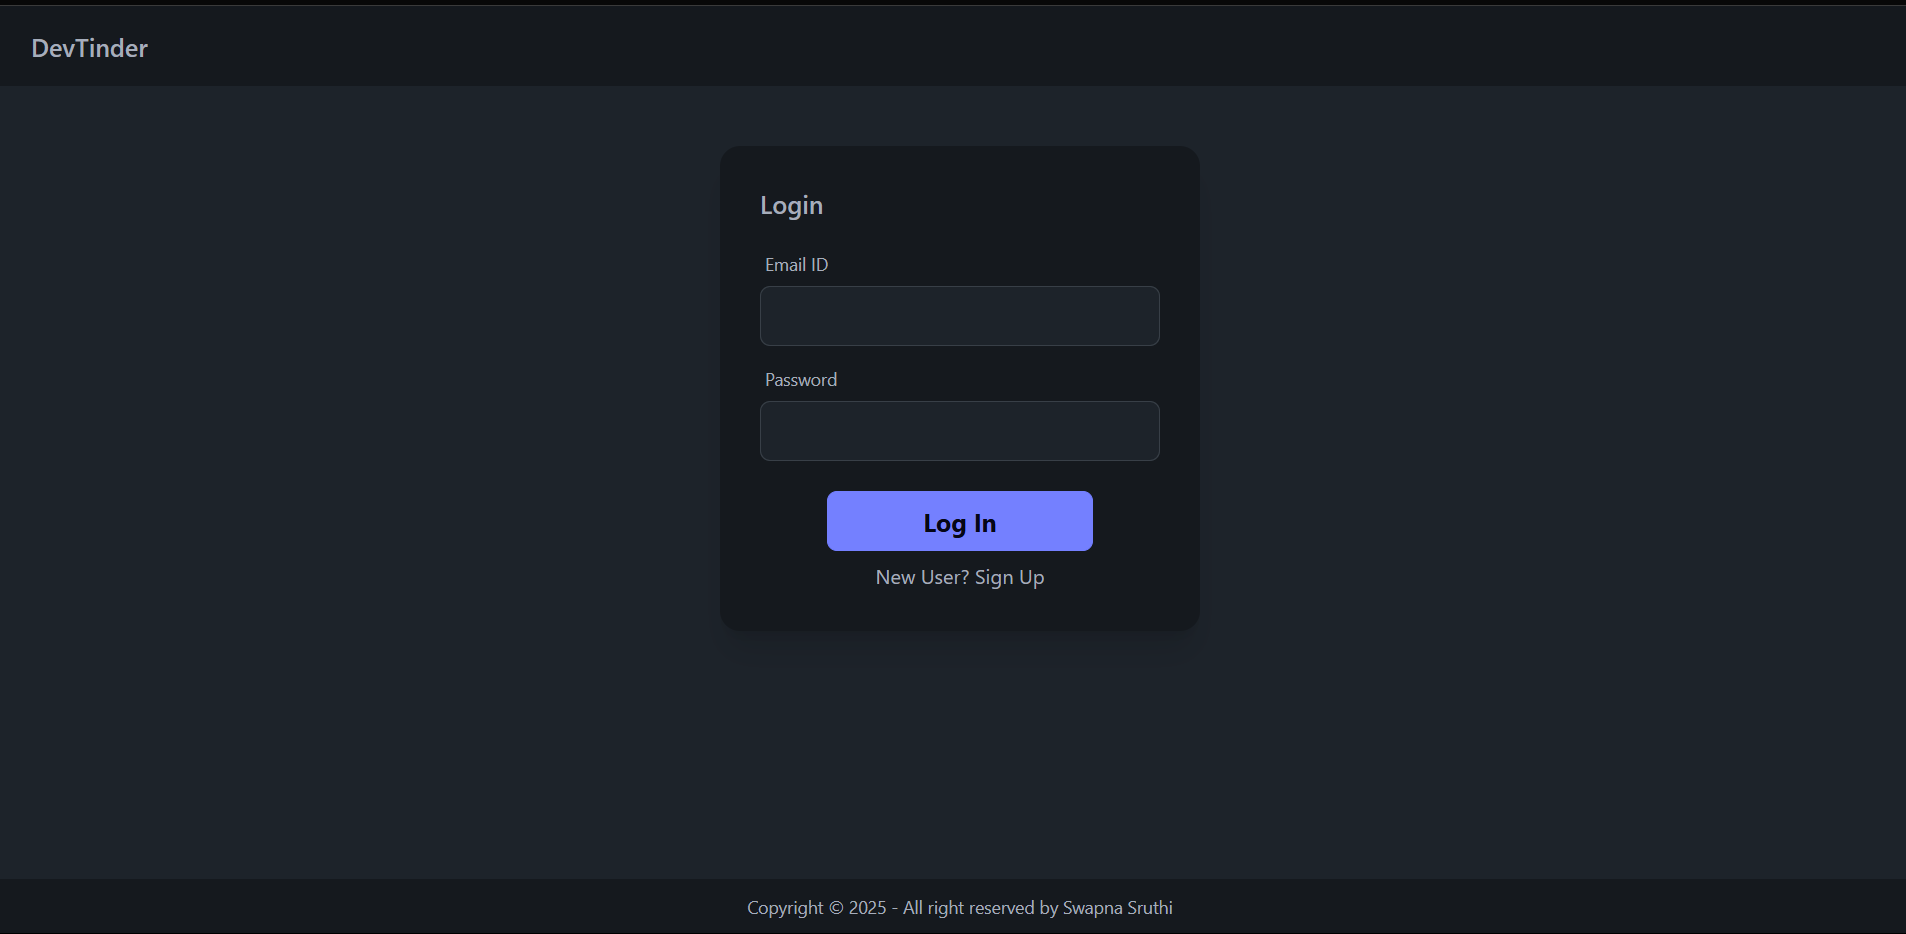 DevTinder
Login
Email ID
Password
Log In
New User? Sign Up
Copyright © 2025 - All right reserved by Swapna Sruthi